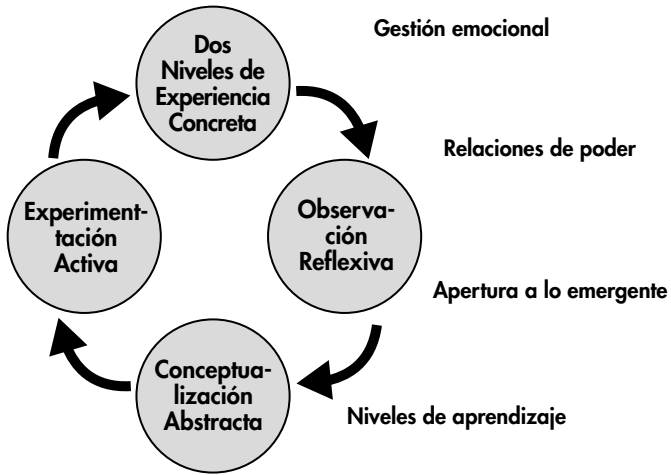 Gestión emocional
Dos
Niveles de
Experiencia
Concreta
Relaciones de poder
Experiment-
tación
Activa
Observa-
ción
Reflexiva
Apertura a lo emergente
Conceptua-
lización
Abstracta
Niveles de aprendizaje